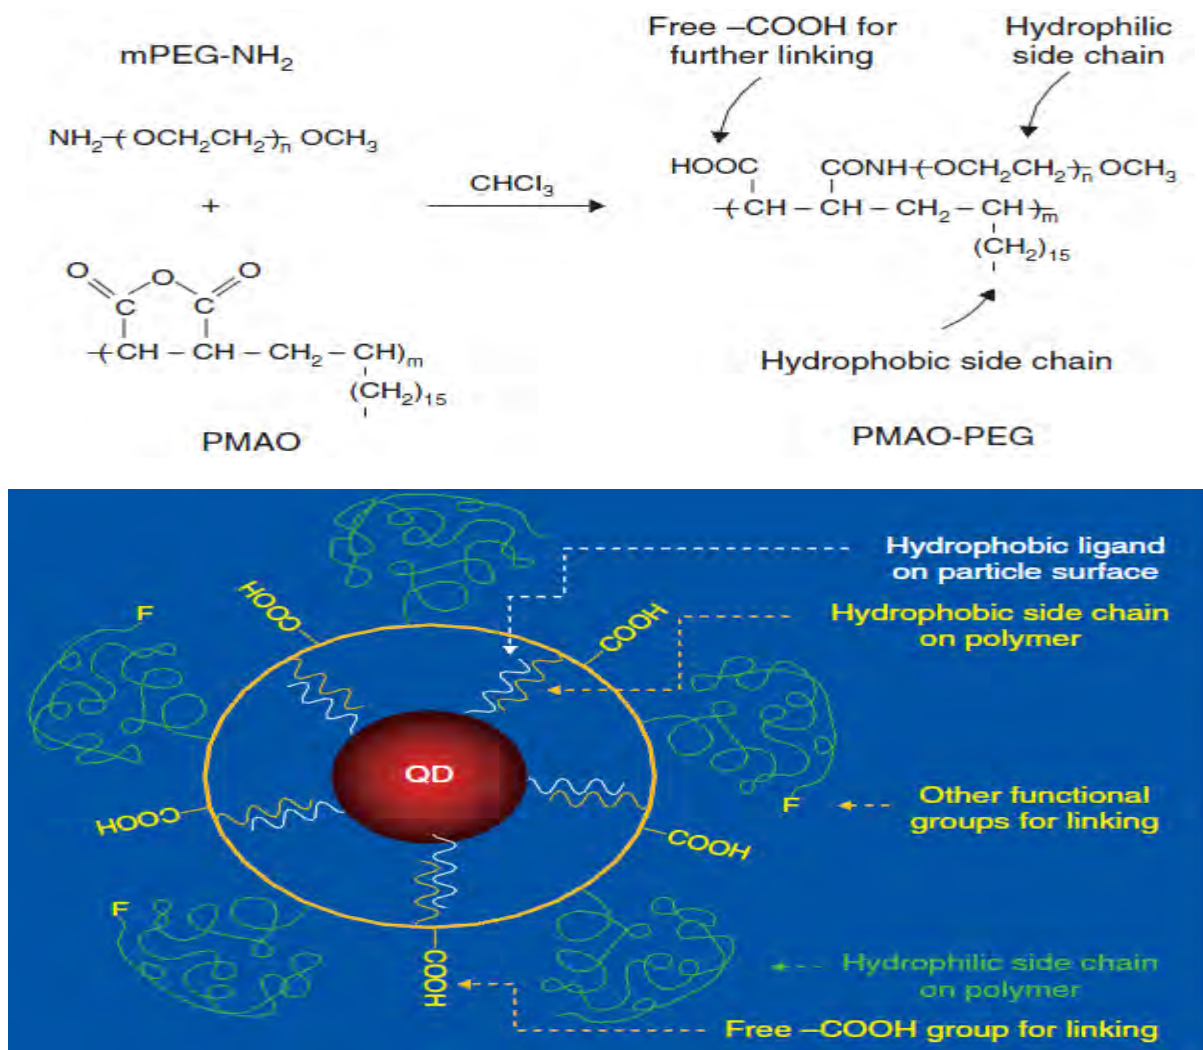 mPEG-NH2
NH2-(OCH2CH2)n OCH3
+
CHCl3
O O O
C C
-(CH – CH – CH2 – CH)m
(CH2)15
PMAO
Free –COOH for
further linking
Hydrophilic
side chain
HOOC CONH-(OCH2CH2)n OCH3
-(CH – CH – CH2 – CH)m
(CH2)15
Hydrophobic side chain
PMAO-PEG
Hydrophobic ligand
on particle surface
Hydrophobic side chain
on polymer
F
HOOC
COOH
QD
F
Other functional
groups for linking
COOH
COOH
F
COOH
Hydrophilic side chain
on polymer
Free –COOH group for linking